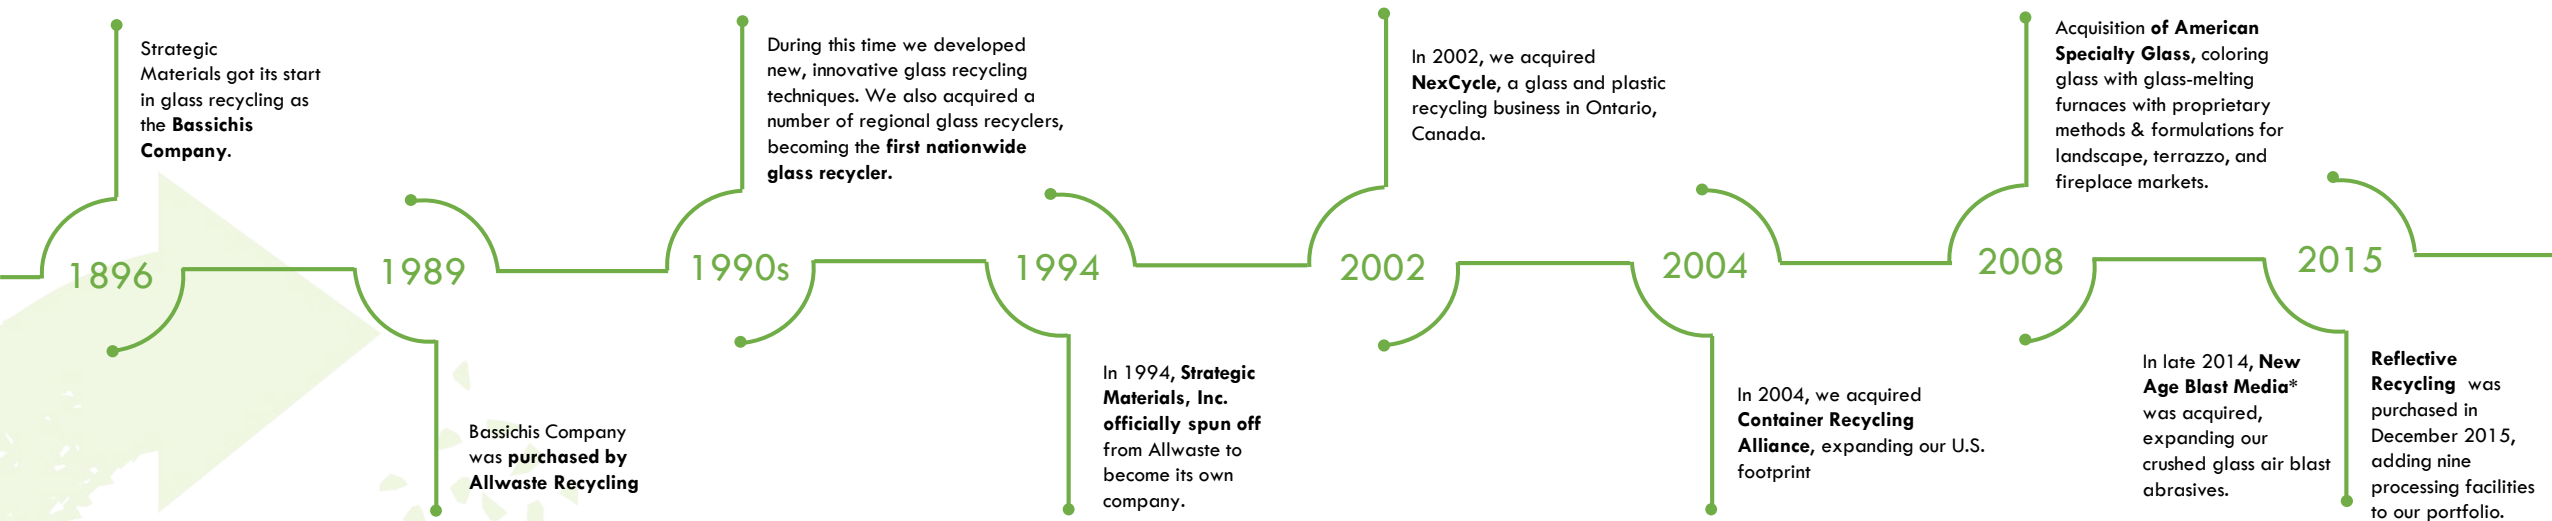 1896
Strategic
Materials got its start
in glass recycling as
the Bassichis
Company.
1989
Bassichis Company
was purchased by
Allwaste Recycling
1990s
During this time we developed
new, innovative glass recycling
techniques. We also acquired a
number of regional glass recyclers,
becoming the first nationwide
glass recycler.
1994
In 1994, Strategic
Materials, Inc.
officially spun off
from Allwaste to
become its own
company.
2002
In 2002, we acquired
NexCycle, a glass and plastic
recycling business in Ontario,
Canada.
2004
In 2004, we acquired
Container Recycling
Alliance, expanding our U.S.
footprint
2008
Acquisition of American
Specialty Glass, coloring
glass with glass-melting
furnaces with proprietary
methods & formulations for
landscape, terrazzo, and
fireplace markets.
2015
In late 2014, New
Age Blast Media*
was acquired,
expanding our
crushed glass air blast
abrasives.
Reflective
Recycling was
purchased in
December 2015,
adding nine
processing facilities
to our portfolio.